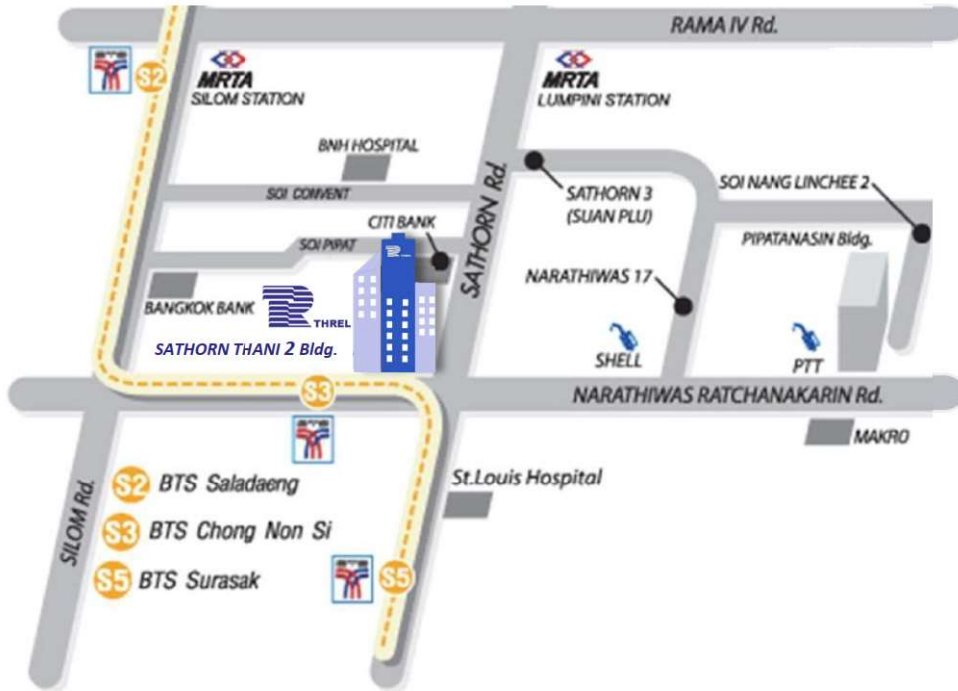 RAMA IV Rd.
S2
MRTA
SILOM STATION
MRTA
LUMPINI STATION
BNH HOSPITAL
SOI CONVENT
SATHORN Rd.
SATHORN 3
(SUAN PLU)
SOI NANG LINCHEE 2
CITI BANK
SOI PIPAT
PIPATANASIN Bldg.
NARATHIWAS 17
BANGKOK BANK
R
THREL
THREL
SATHORN THANI 2 Bldg.
SHELL
PTT
S3
NARATHIWAS RATCHANAKARIN Rd.
MAKRO
SILOM Rd.
S2 BTS Saladaeng
St.Louis Hospital
S3 BTS Chong Non Si
S5 BTS Surasak
S5